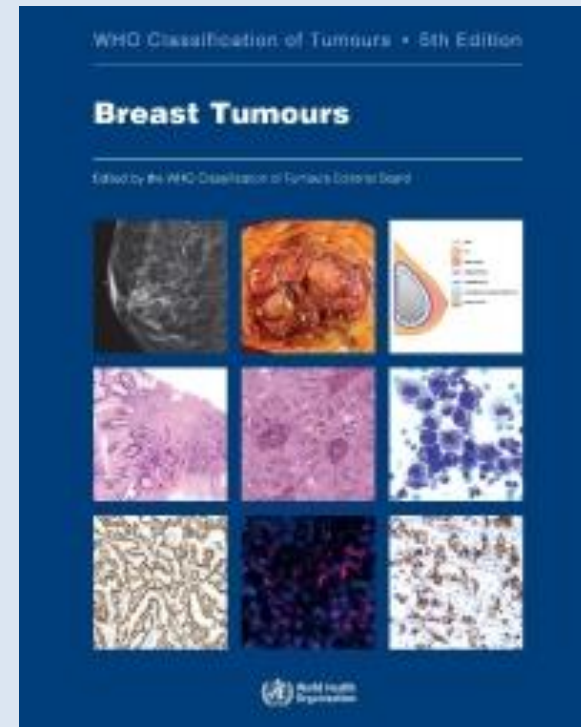 WHO Classification of Tumours • 5th Edition
Breast Tumours
Edited by the WHO Classification of Tumours Editorial Board
World Health
Organization